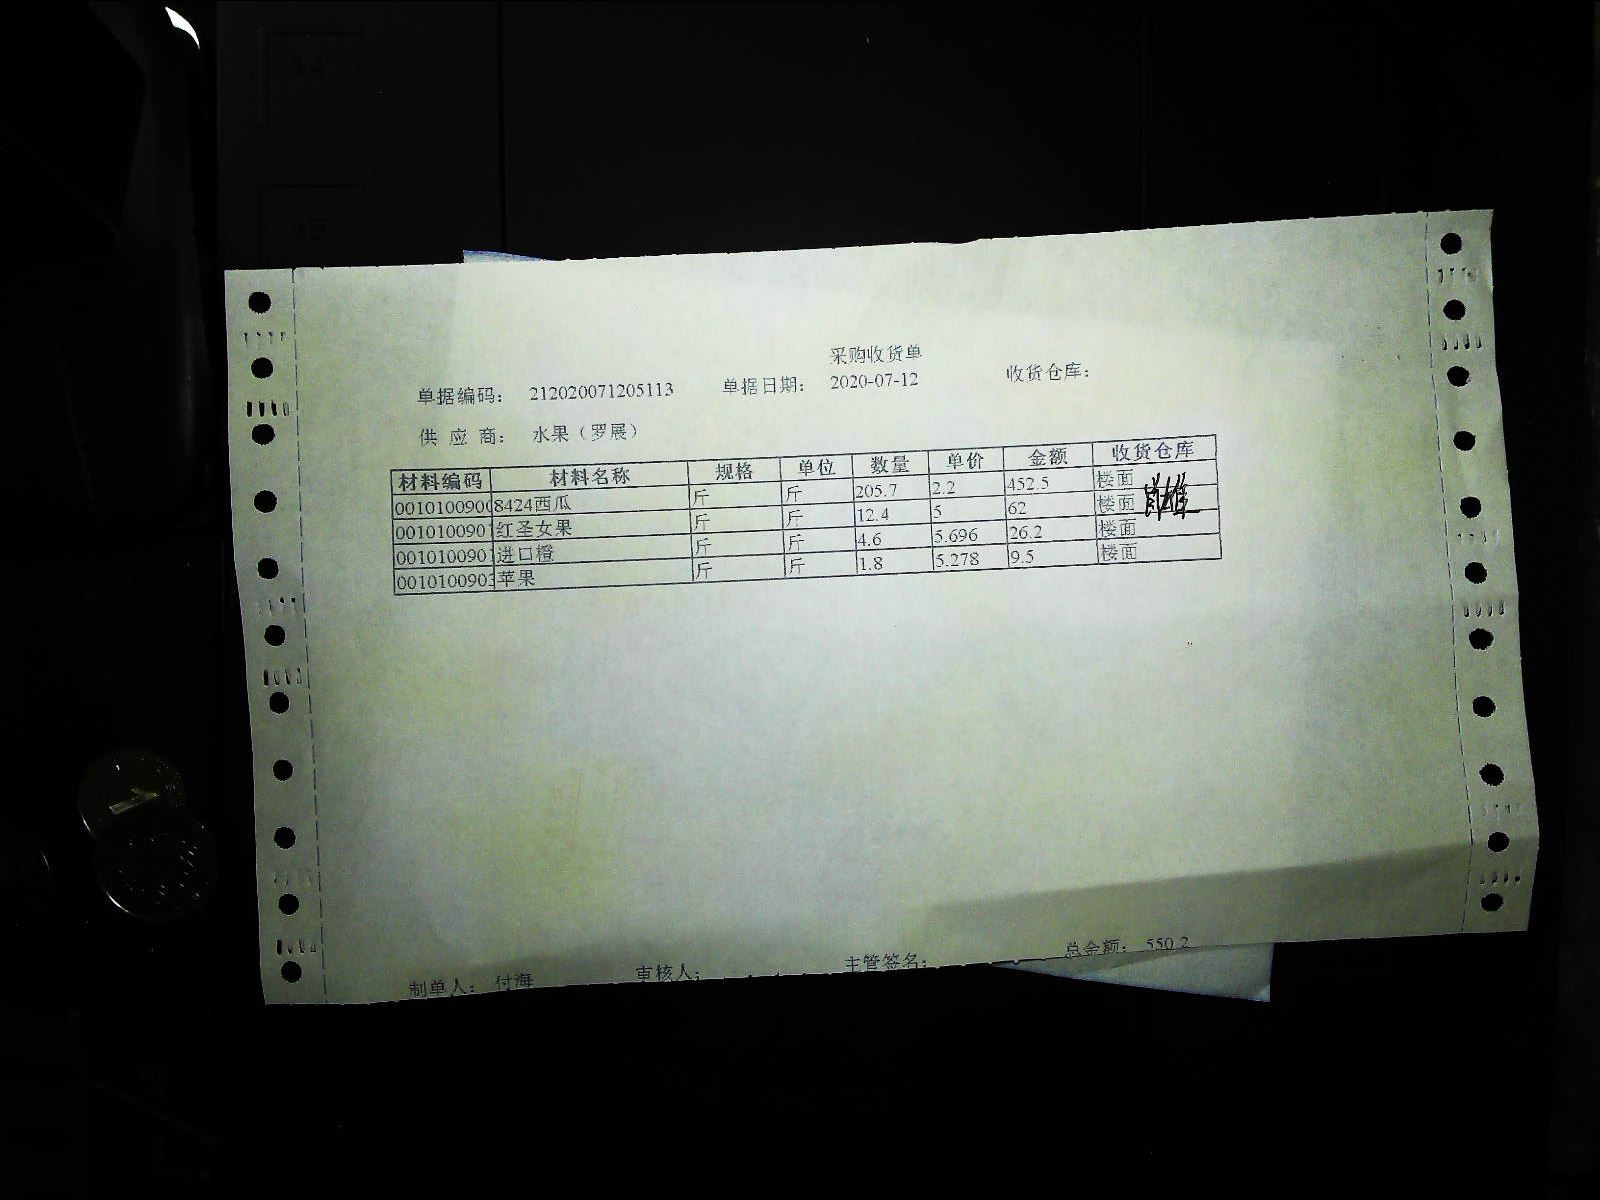 采购收货单
单据编码： 212020071205113 单据日期： 2020-07-12 收货仓库：
供 应 商： 水果（罗展）
材料编码 材料名称 规格 单位 数量 单价 金额 收货仓库
0010100900 8424西瓜 斤 斤 205.7 2.2 452.5 楼面
001010090 红圣女果 斤 斤 12.4 5 62 楼面
001010090 进口橙 斤 斤 4.6 5.696 26.2 楼面
001010090 苹果 斤 斤 1.8 5.278 9.5 楼面
制单人： 付海 审核人： 主管签名： 总金额： 550.2